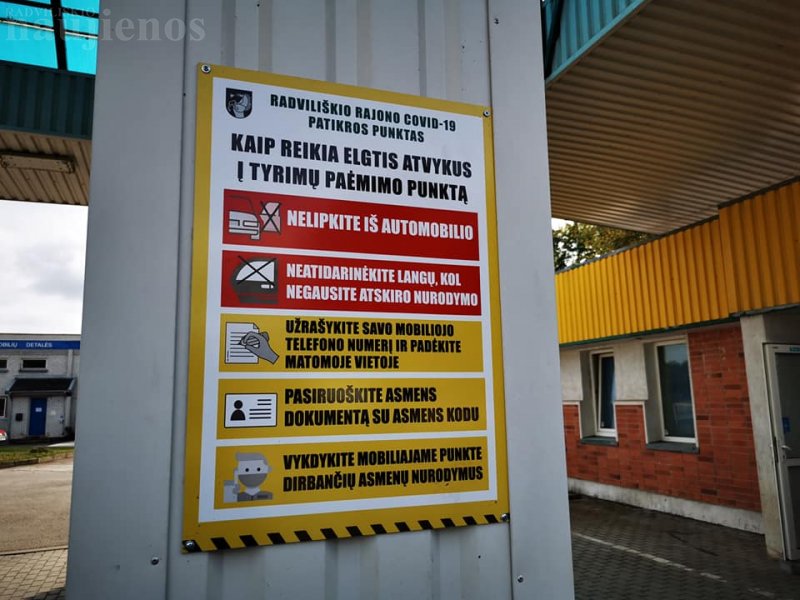 RADVILIŠKIO
naujienos
RADVILIŠKIO RAJONO COVID-19
PATIKROS PUNKTAS
KAIP REIKIA ELGTIS ATVYKUS
Į TYRIMŲ PAĖMIMO PUNKTĄ
NELIPKITE IŠ AUTOMOBILIO
NEATIDARINĖKITE LANGŲ, KOL
NEGAUSITE ATSKIRO NURODYMO
UŽRAŠYKITE SAVO MOBILIOJO
TELEFONO NUMERĮ IR PADĖKITE
MATOMOJE VIETOJE
PASIRUOŠKITE ASMENS
DOKUMENTĄ SU ASMENS KODU
VYKDYKITE MOBILIAJAME PUNKTE
DIRBANČIŲ ASMENŲ NURODYMUS
DETALĖS